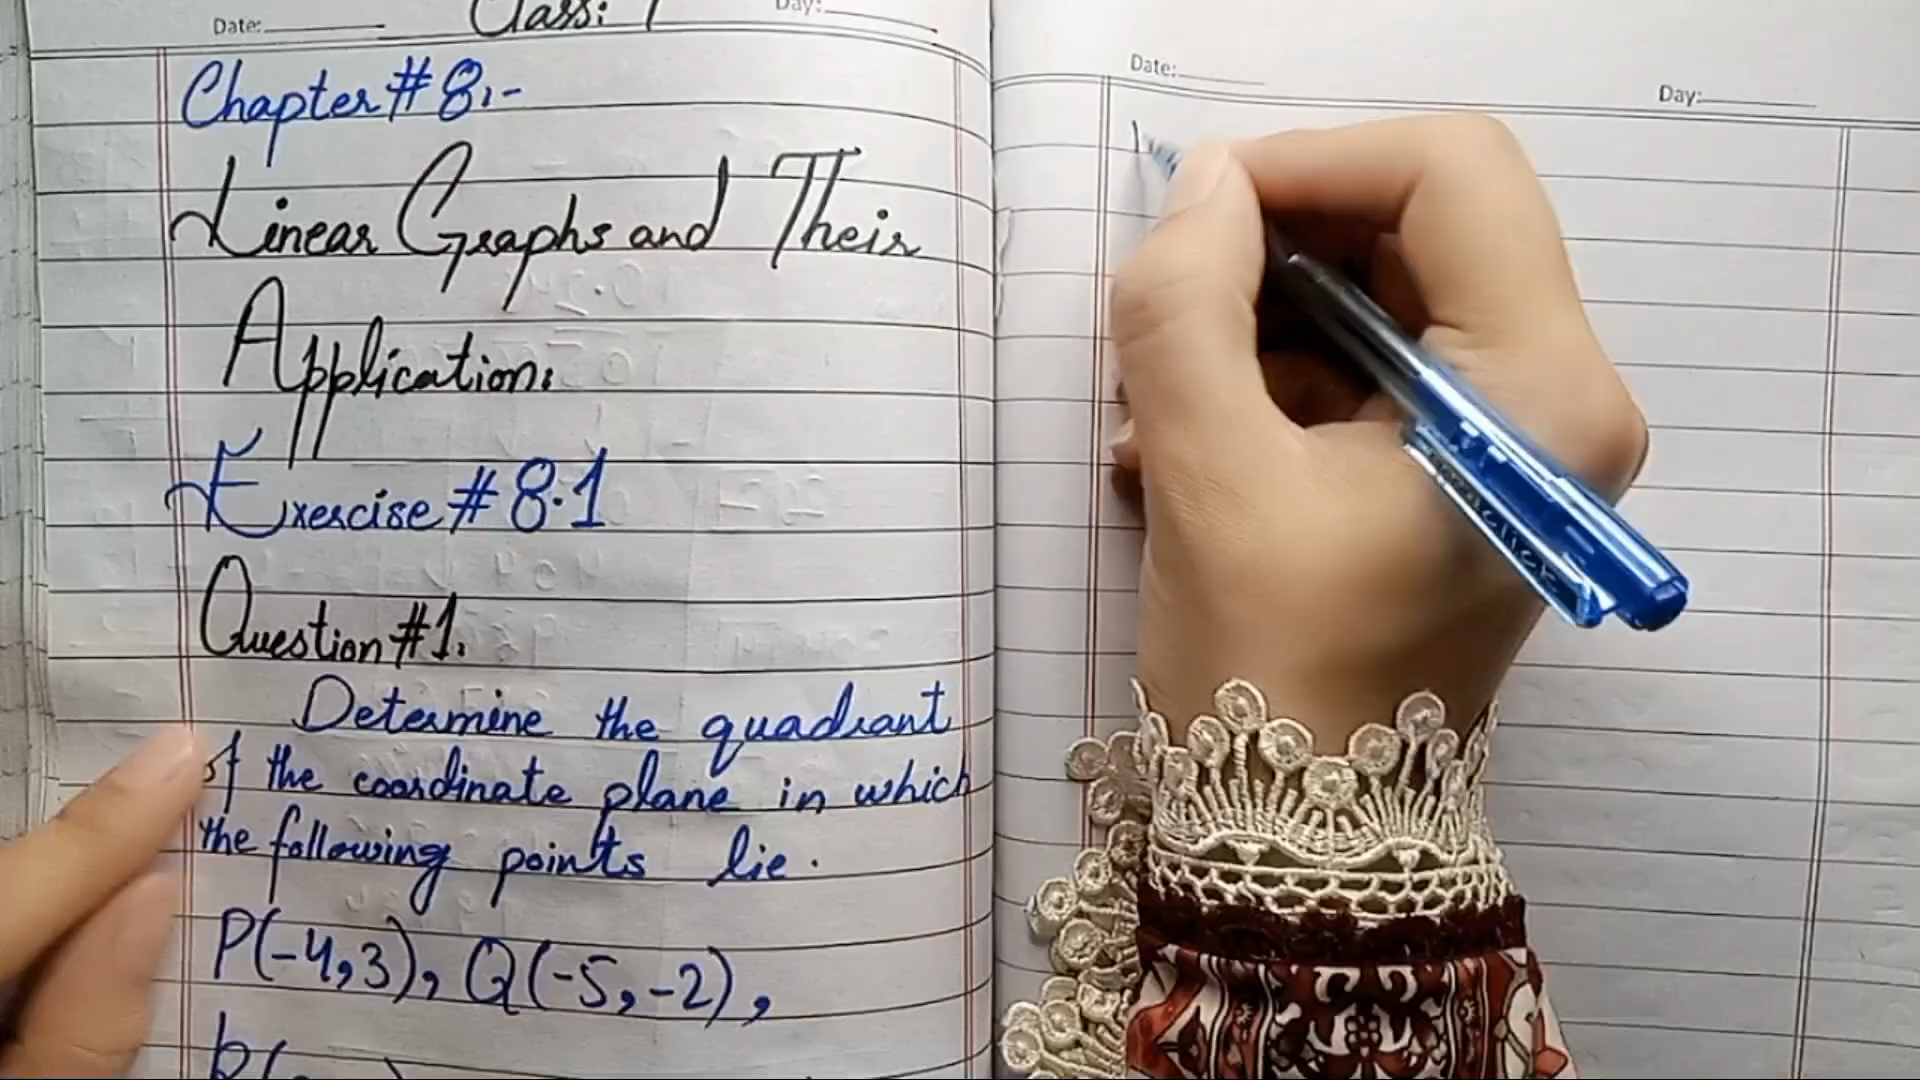 Date:
Class: 7
Day:
Chapter # 8:-
Linear Graphs and Their
Application:
Exercise # 8.1
Question #1:
Determine the quadrant
of the coordinate plane in which
the following points lie.
P(-4,3), Q(-5,-2),
Date:
Day: